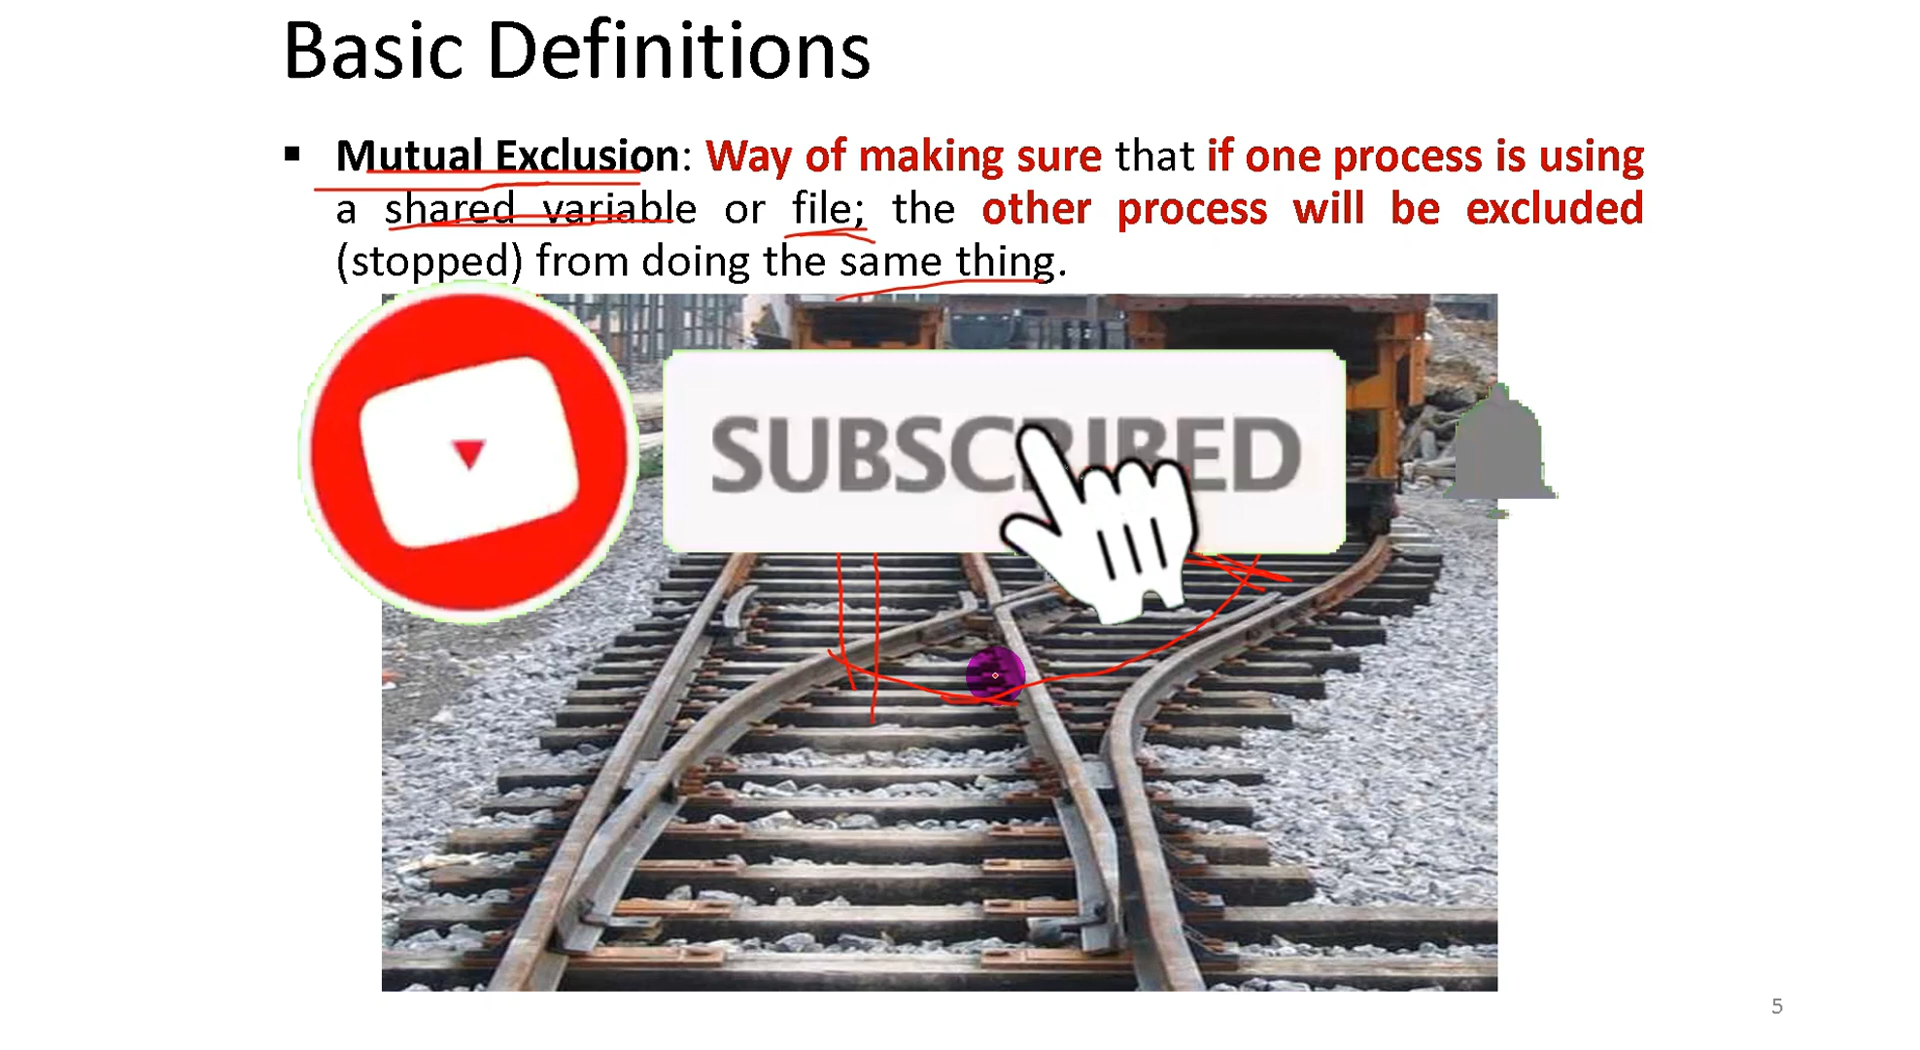 Basic Definitions
▪ Mutual Exclusion: Way of making sure that if one process is using
a shared variable or file; the other process will be excluded
(stopped) from doing the same thing.
SUBSCRIBED
5